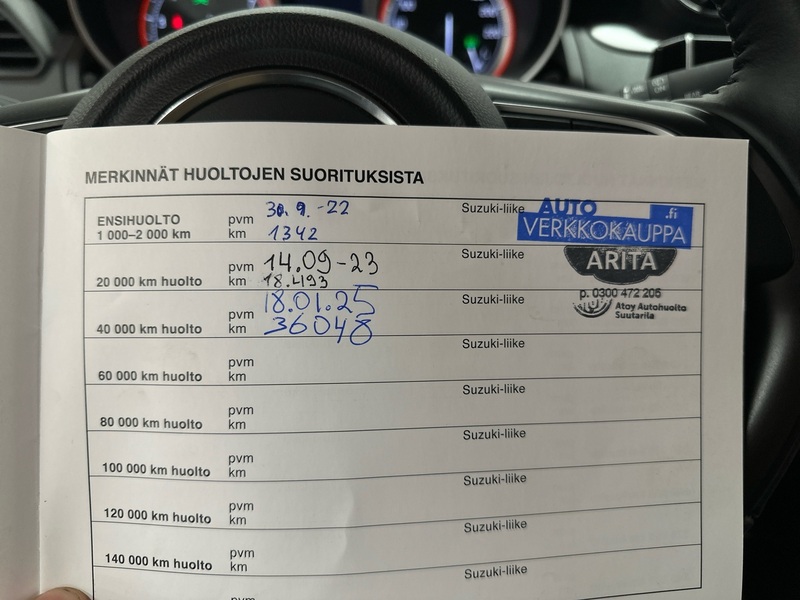 MERKINNÄT HUOLTOJEN SUORITUKSISTA
ENSIHUOLTO pvm 30.9.-22 Suzuki-liike AUTO .fi
1 000–2 000 km km 1342 VERKKOKAUPPA
pvm 14.09-23 Suzuki-liike ARITA
20 000 km huolto km 18.493
p. 0300 472 205
pvm 18.01.25 Suzuki-liike Atoy Autohuolto
40 000 km huolto km 36048 Suutarila
pvm Suzuki-liike
60 000 km huolto km
pvm Suzuki-liike
80 000 km huolto km
pvm Suzuki-liike
100 000 km huolto km
pvm Suzuki-liike
120 000 km huolto km
pvm Suzuki-liike
140 000 km huolto km
pvm Suzuki-liike